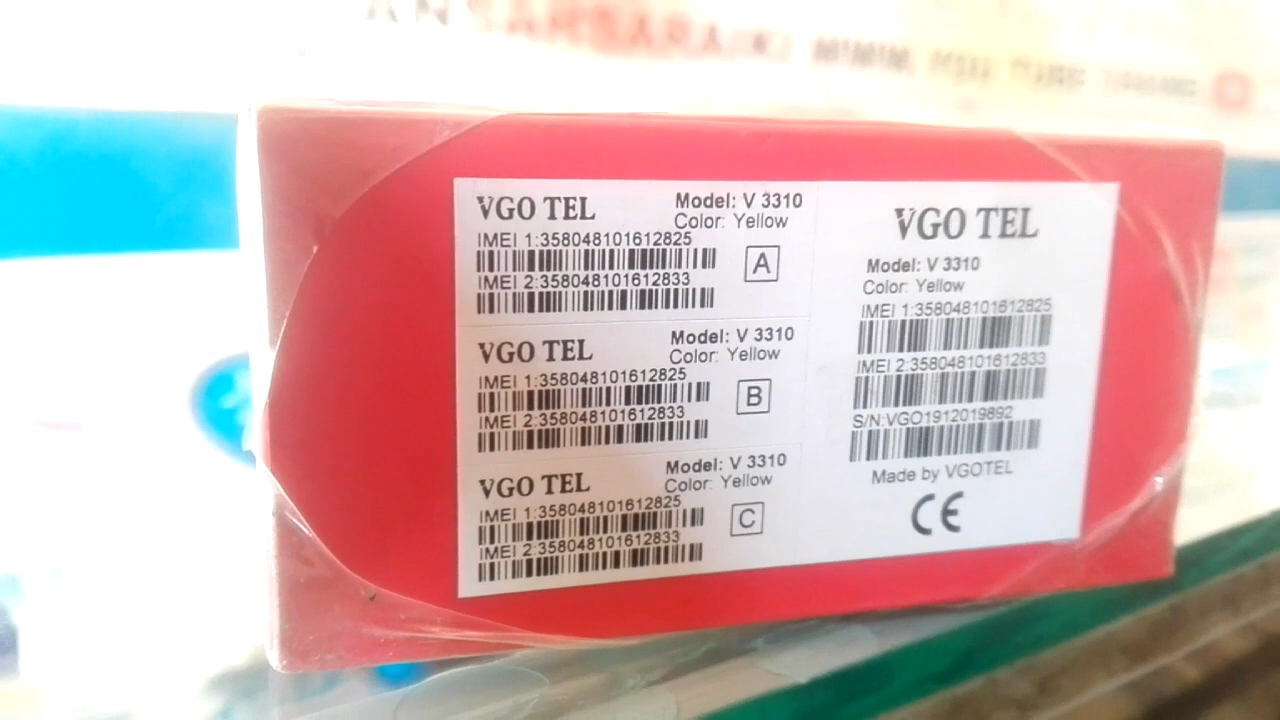 VGO TEL
Model: V 3310
Color: Yellow
IMEI 1:358048101612825
IMEI 2:358048101612833
A
VGO TEL
Model: V 3310
Color: Yellow
IMEI 1:358048101612825
IMEI 2:358048101612833
B
VGO TEL
Model: V 3310
Color: Yellow
IMEI 1:358048101612825
IMEI 2:358048101612833
C
VGO TEL
Model: V 3310
Color: Yellow
IMEI 1:358048101612825
IMEI 2:358048101612833
S/N:VGO1912019892
Made by VGOTEL
CE